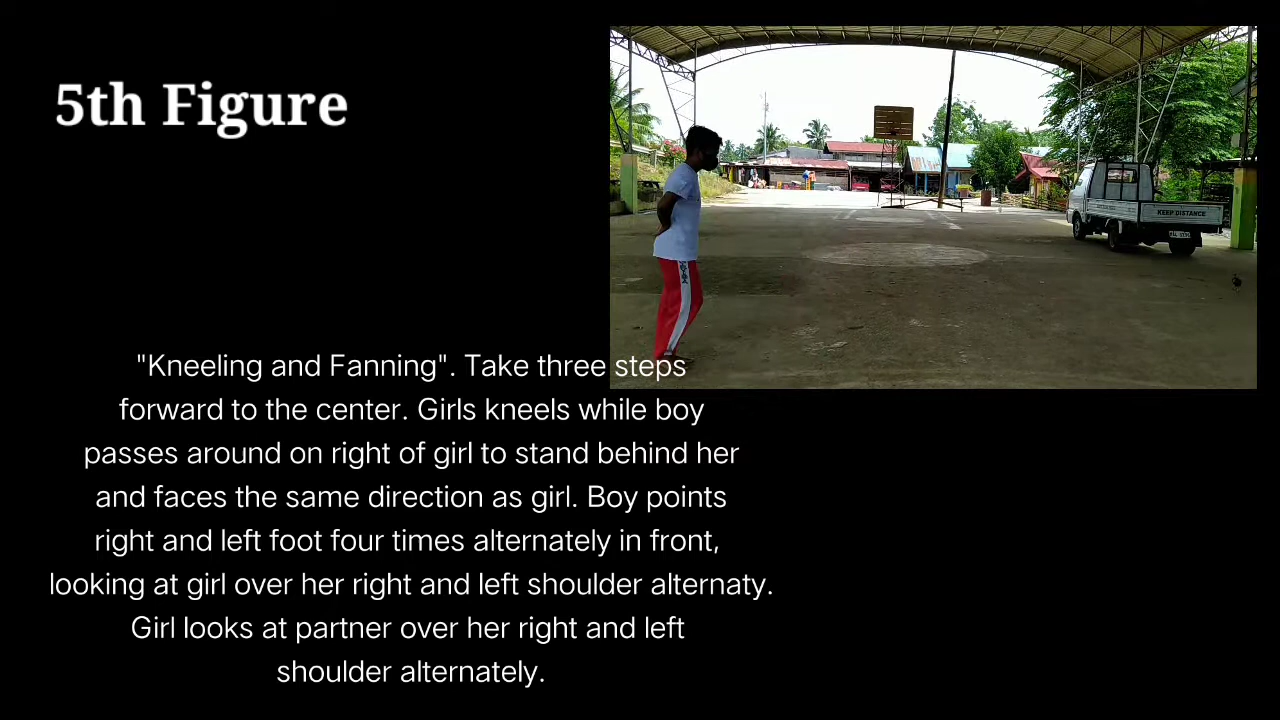 5th Figure
KEEP DISTANCE
"Kneeling and Fanning". Take three steps
forward to the center. Girls kneels while boy
passes around on right of girl to stand behind her
and faces the same direction as girl. Boy points
right and left foot four times alternately in front,
looking at girl over her right and left shoulder alternaty.
Girl looks at partner over her right and left
shoulder alternately.